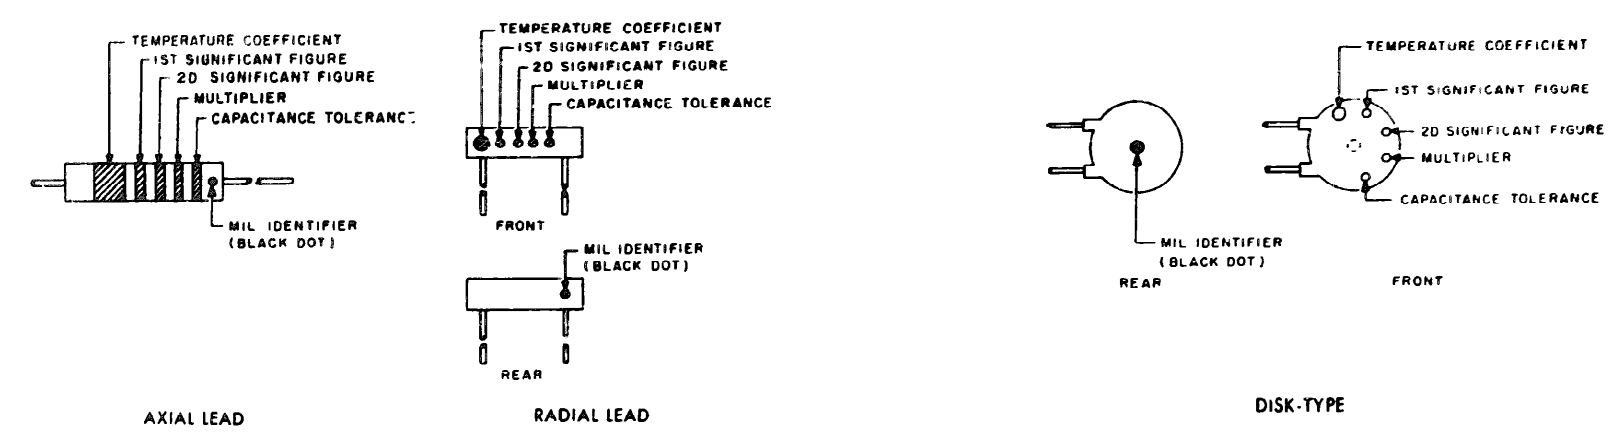 TEMPERATURE COEFFICIENT
1ST SIGNIFICANT FIGURE
2D SIGNIFICANT FIGURE
MULTIPLIER
CAPACITANCE TOLERANCE
MIL IDENTIFIER
(BLACK DOT)
AXIAL LEAD
TEMPERATURE COEFFICIENT
1ST SIGNIFICANT FIGURE
2D SIGNIFICANT FIGURE
MULTIPLIER
CAPACITANCE TOLERANCE
FRONT
MIL IDENTIFIER
(BLACK DOT)
REAR
RADIAL LEAD
MIL IDENTIFIER
(BLACK DOT)
REAR
TEMPERATURE COEFFICIENT
1ST SIGNIFICANT FIGURE
2D SIGNIFICANT FIGURE
MULTIPLIER
CAPACITANCE TOLERANCE
FRONT
DISK-TYPE